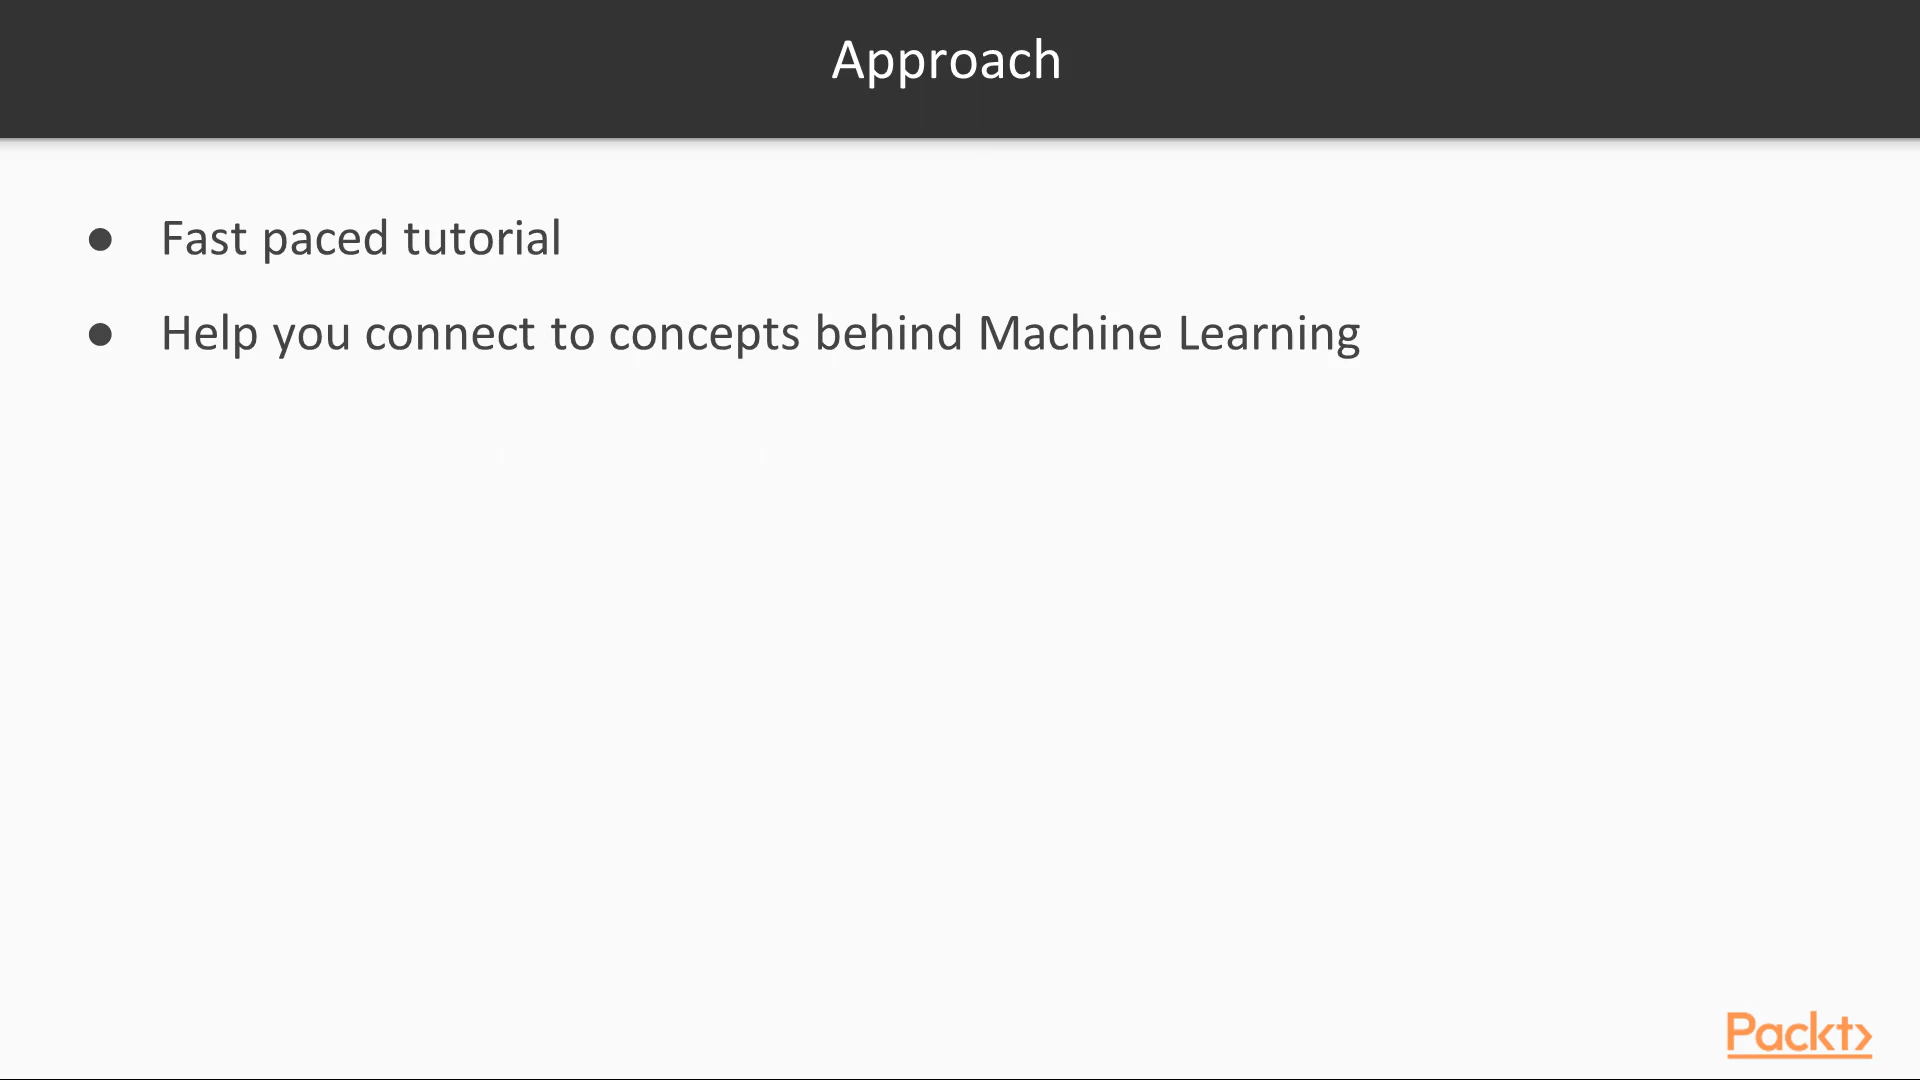 Approach
● Fast paced tutorial
● Help you connect to concepts behind Machine Learning
Packt>